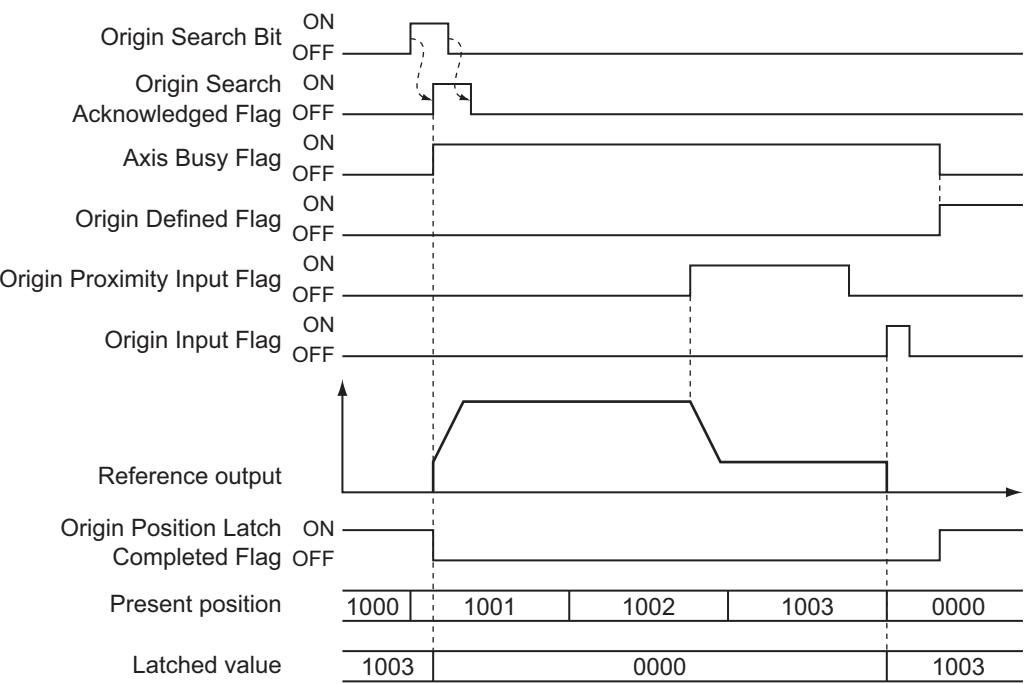 Origin Search Bit ON
OFF
Origin Search ON
Acknowledged Flag OFF
Axis Busy Flag ON
OFF
Origin Defined Flag ON
OFF
Origin Proximity Input Flag ON
OFF
Origin Input Flag ON
OFF
Reference output
Origin Position Latch ON
Completed Flag OFF
Present position 1000 1001 1002 1003 0000
Latched value 1003 0000 1003